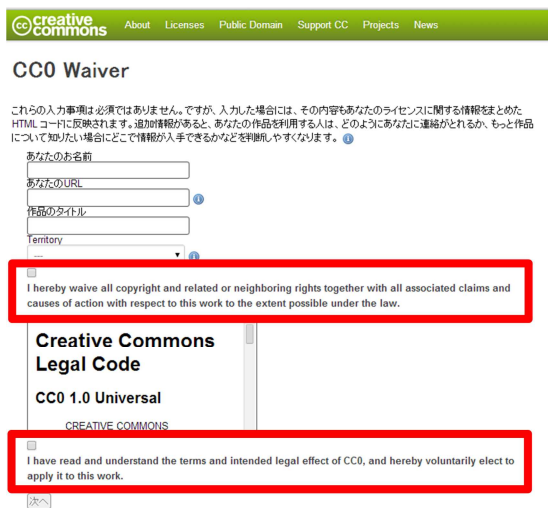 creative commons
About Licenses Public Domain Support CC Projects News
CC0 Waiver
これらの入力事項は必須ではありません。ですが、入力した場合には、その内容もあなたのライセンスに関する情報をまとめた
HTML コードに反映されます。追加情報があると、あなたの作品を利用する人は、どのようにあなたに連絡がとれるか、もっと作品
について知りたい場合にどこで情報が入手できるかなどを判断しやすくなります。
あなたのお名前
あなたのURL
作品のタイトル
Territory
---
I hereby waive all copyright and related or neighboring rights together with all associated claims and
causes of action with respect to this work to the extent possible under the law.
Creative Commons
Legal Code
CC0 1.0 Universal
CREATIVE COMMONS
I have read and understand the terms and intended legal effect of CC0, and hereby voluntarily elect to
apply it to this work.
次へ